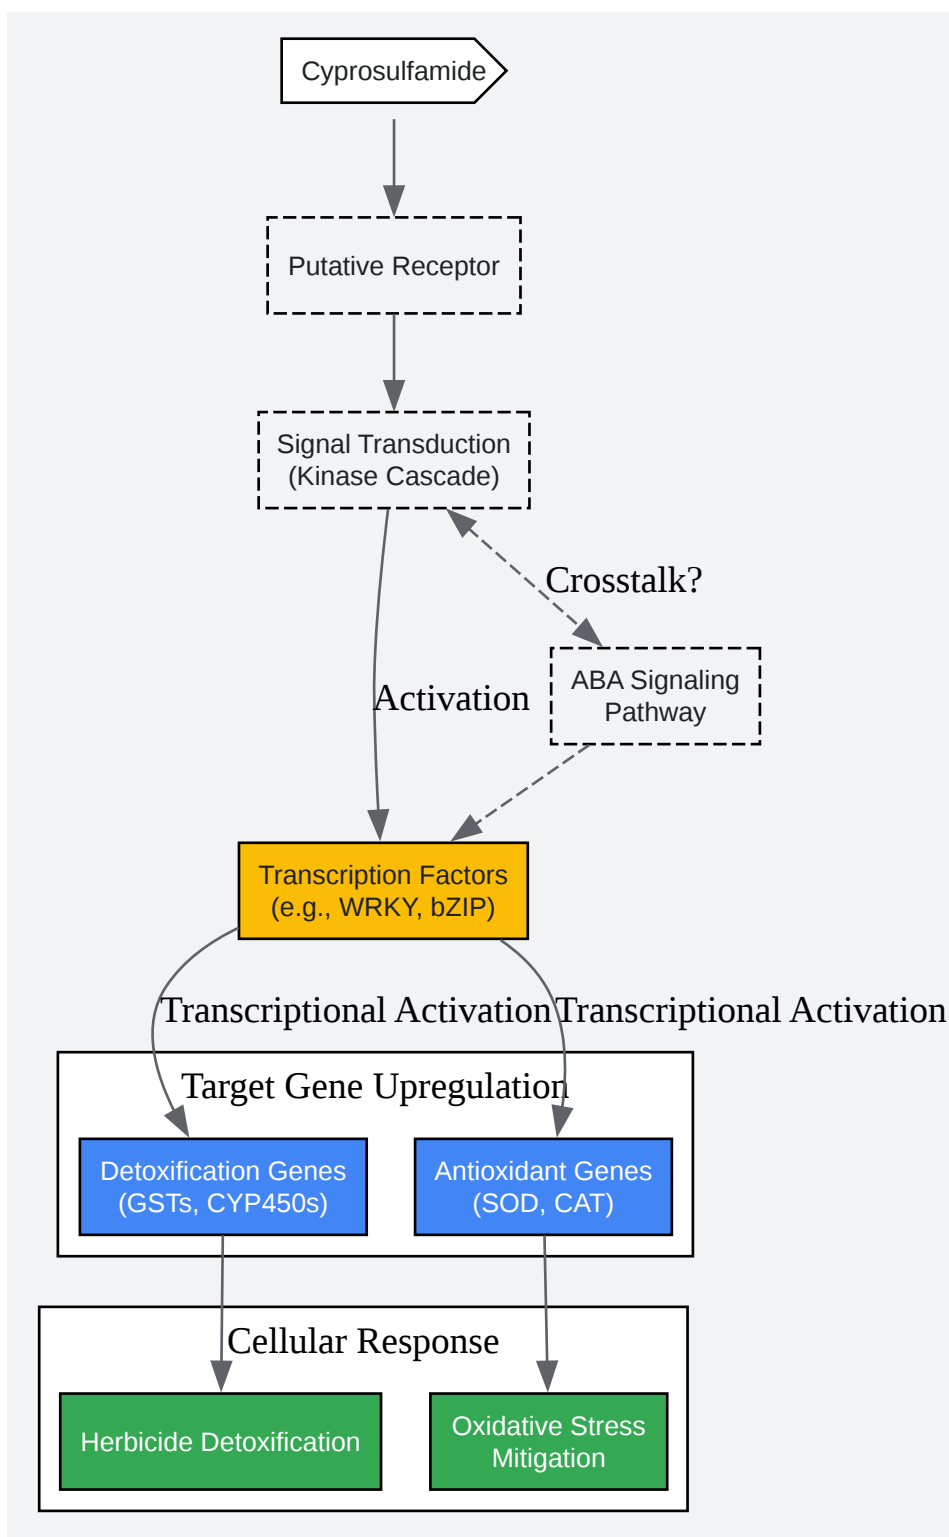 Cyprosulfamide
Putative Receptor
Signal Transduction
(Kinase Cascade)
Crosstalk?
ABA Signaling
Pathway
Activation
Transcription Factors
(e.g., WRKY, bZIP)
Transcriptional Activation
Transcriptional Activation
Target Gene Upregulation
Detoxification Genes
(GSTs, CYP450s)
Antioxidant Genes
(SOD, CAT)
Cellular Response
Herbicide Detoxification
Oxidative Stress
Mitigation